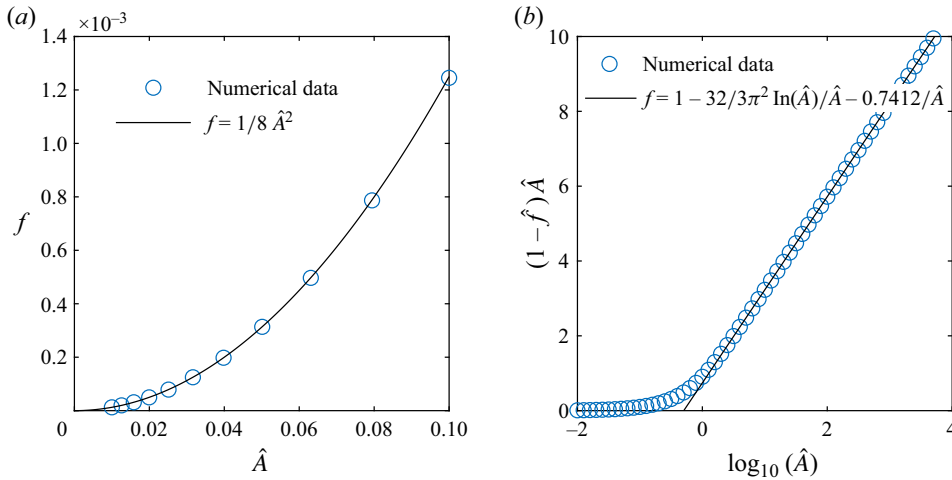 (a)
×10⁻³
1.4
1.2
1.0
0.8
0.6
0.4
0.2
f
Numerical data
f = 1/8 Â²
0
0.02
0.04
0.06
0.08
0.10
Â
(b)
10
8
6
4
2
0
(1 – f̂) Â
Numerical data
f = 1 – 32/3π² In(Â)/Â – 0.7412/Â
–2
0
2
4
log₁₀ (Â)